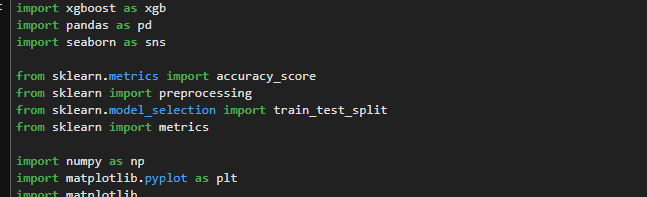 import xgboost as xgb
import pandas as pd
import seaborn as sns
from sklearn.metrics import accuracy_score
from sklearn import preprocessing
from sklearn.model_selection import train_test_split
from sklearn import metrics
import numpy as np
import matplotlib.pyplot as plt
import matplotlib